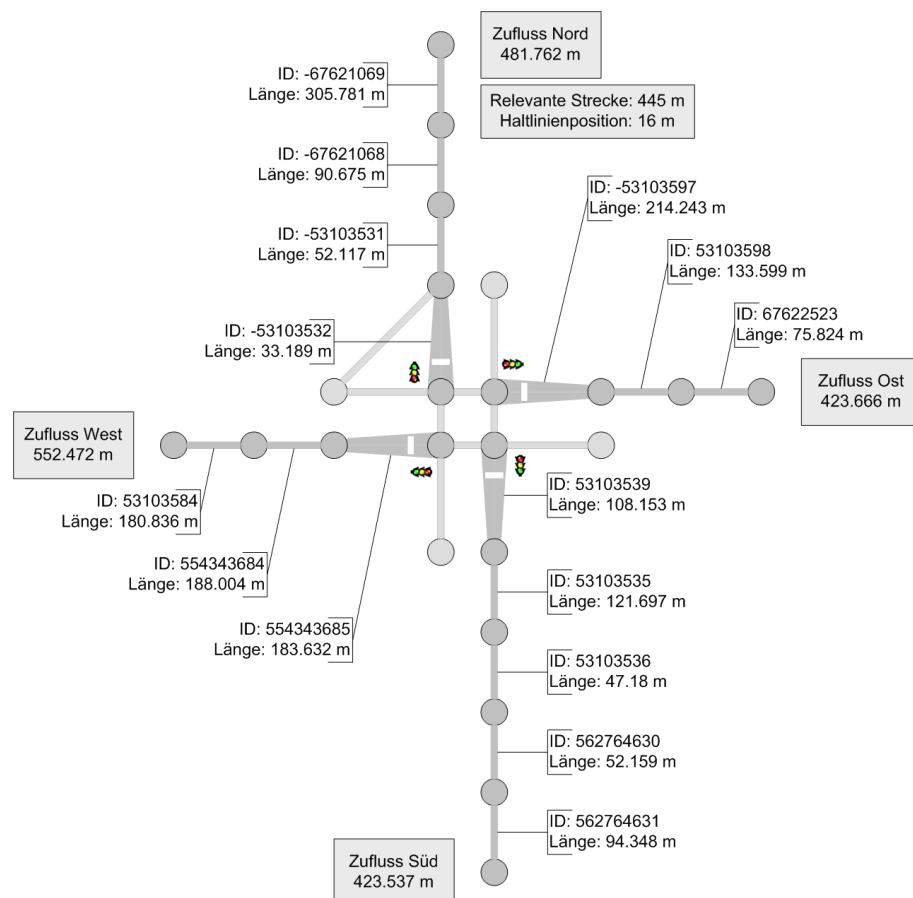 Zufluss Nord
481.762 m
ID: -67621069
Länge: 305.781 m
Relevante Strecke: 445 m
Haltlinienposition: 16 m
ID: -67621068
Länge: 90.675 m
ID: -53103597
Länge: 214.243 m
ID: -53103531
Länge: 52.117 m
ID: 53103598
Länge: 133.599 m
ID: 67622523
Länge: 75.824 m
ID: -53103532
Länge: 33.189 m
Zufluss Ost
423.666 m
Zufluss West
552.472 m
ID: 53103584
Länge: 180.836 m
ID: 53103539
Länge: 108.153 m
ID: 554343684
Länge: 188.004 m
ID: 53103535
Länge: 121.697 m
ID: 554343685
Länge: 183.632 m
ID: 53103536
Länge: 47.18 m
ID: 562764630
Länge: 52.159 m
ID: 562764631
Länge: 94.348 m
Zufluss Süd
423.537 m